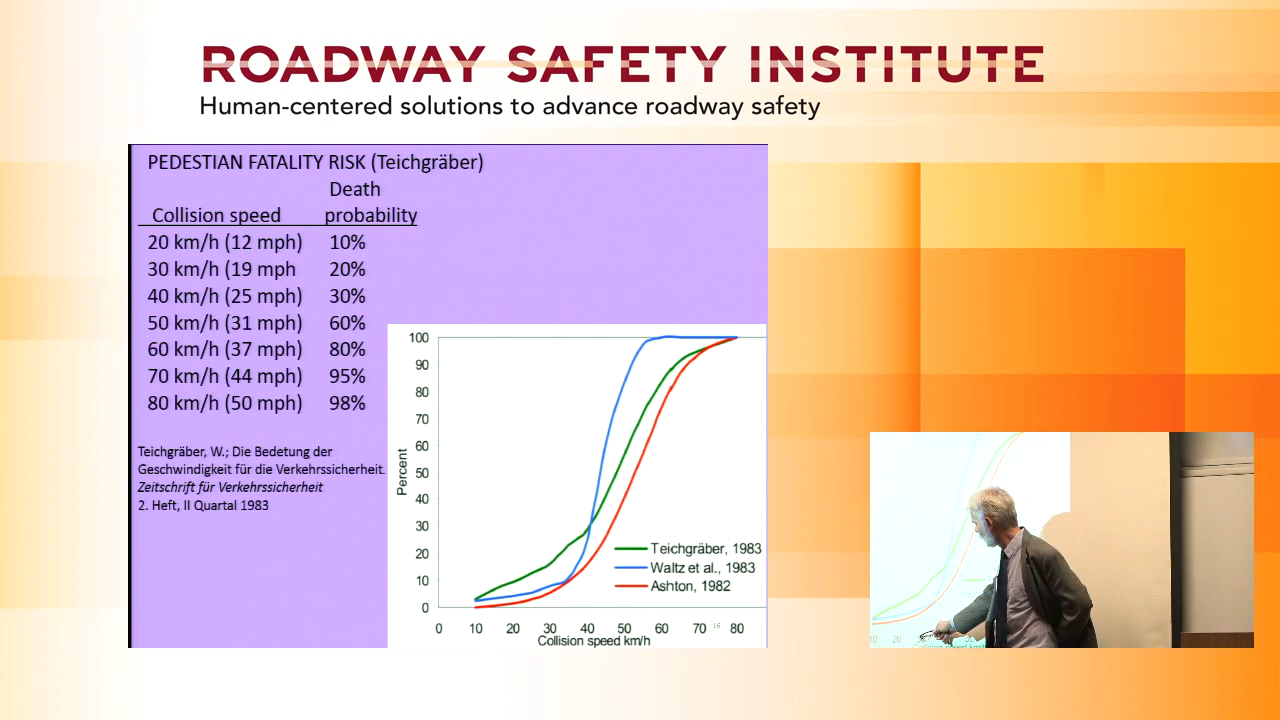 ROADWAY SAFETY INSTITUTE
Human-centered solutions to advance roadway safety
PEDESTIAN FATALITY RISK (Teichgräber)
Death
Collision speed probability
20 km/h (12 mph) 10%
30 km/h (19 mph 20%
40 km/h (25 mph) 30%
50 km/h (31 mph) 60%
60 km/h (37 mph) 80%
70 km/h (44 mph) 95%
80 km/h (50 mph) 98%
Teichgräber, W.; Die Bedetung der
Geschwindigkeit für die Verkehrssicherheit.
Zeitschrift für Verkehrssicherheit
2. Heft, II Quartal 1983
100
90
80
70
60
50
40
30
20
10
0
Percent
Teichgräber, 1983
Waltz et al., 1983
Ashton, 1982
0 10 20 30 40 50 60 70 16 80
Collision speed km/h
10 20 30